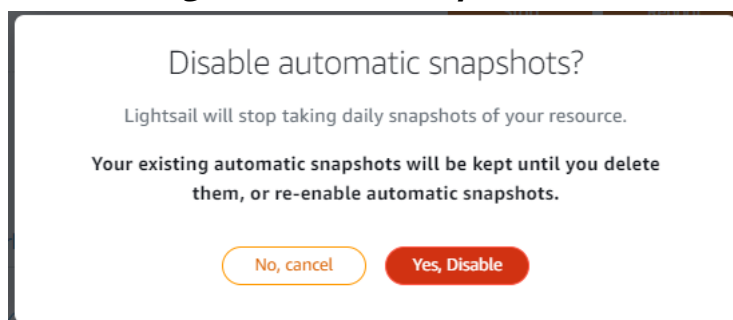 Disable automatic snapshots?
Lightsail will stop taking daily snapshots of your resource.
Your existing automatic snapshots will be kept until you delete
them, or re-enable automatic snapshots.
No, cancel
Yes, Disable